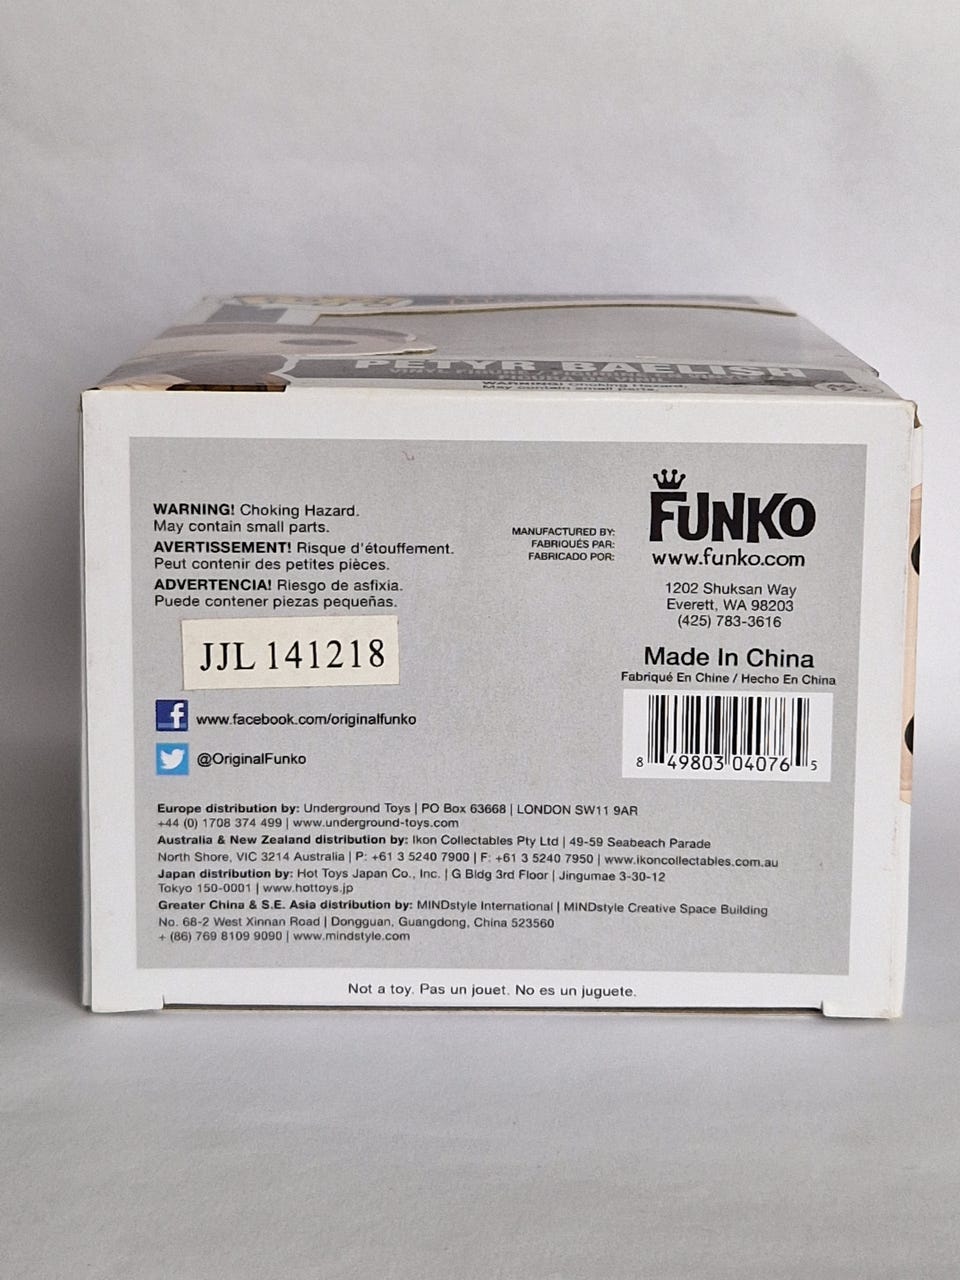 PETYR BAELISH
WARNING! Choking Hazard.
May contain small parts.
WARNING! Choking Hazard.
May contain small parts.
AVERTISSEMENT! Risque d'étouffement.
Peut contenir des petites pièces.
ADVERTENCIA! Riesgo de asfixia.
Puede contener piezas pequeñas.
JJL 141218
www.facebook.com/originalfunko
@OriginalFunko
MANUFACTURED BY:
FABRIQUÉS PAR:
FABRICADO POR:
FUNKO
www.funko.com
1202 Shuksan Way
Everett, WA 98203
(425) 783-3616
Made In China
Fabriqué En Chine / Hecho En China
8 49803 04076 5
Europe distribution by: Underground Toys | PO Box 63668 | LONDON SW11 9AR
+44 (0) 1708 374 499 | www.underground-toys.com
Australia & New Zealand distribution by: Ikon Collectables Pty Ltd | 49-59 Seabeach Parade
North Shore, VIC 3214 Australia | P: +61 3 5240 7900 | F: +61 3 5240 7950 | www.ikoncollectables.com.au
Japan distribution by: Hot Toys Japan Co., Inc. | G Bldg 3rd Floor | Jingumae 3-30-12
Tokyo 150-0001 | www.hottoys.jp
Greater China & S.E. Asia distribution by: MINDstyle International | MINDstyle Creative Space Building
No. 68-2 West Xinnan Road | Dongguan, Guangdong, China 523560
+ (86) 769 8109 9090 | www.mindstyle.com
Not a toy. Pas un jouet. No es un juguete.